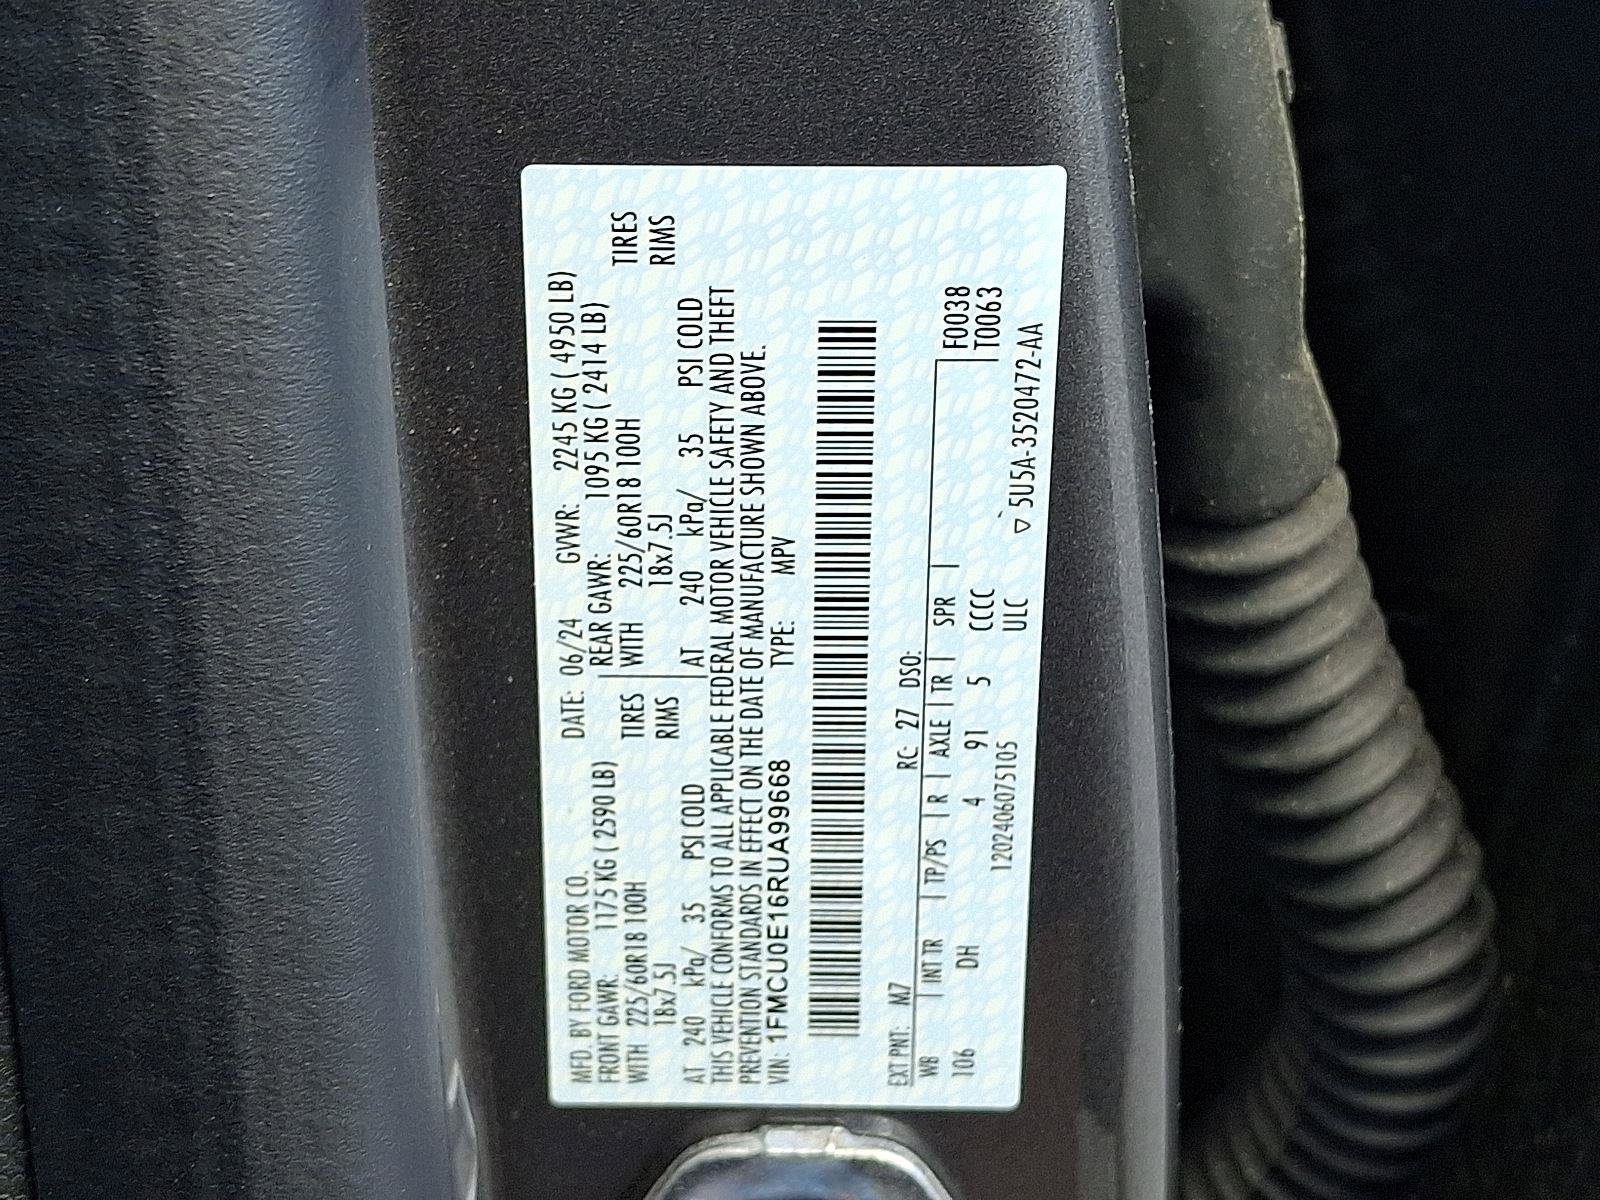 MFD. BY FORD MOTOR CO. DATE: 06/24 GVWR: 2245 KG ( 4950 LB)
FRONT GAWR: 1175 KG ( 2590 LB) REAR GAWR: 1095 KG ( 2414 LB)
WITH 225/60R18 100H TIRES WITH 225/60R18 100H TIRES
18x7.5J RIMS 18x7.5J RIMS
AT 240 kPa/ 35 PSI COLD AT 240 kPa/ 35 PSI COLD
THIS VEHICLE CONFORMS TO ALL APPLICABLE FEDERAL MOTOR VEHICLE SAFETY AND THEFT
PREVENTION STANDARDS IN EFFECT ON THE DATE OF MANUFACTURE SHOWN ABOVE.
VIN: 1FMCU0E16RUA99668 TYPE: MPV
EXT PNT: M7 RC: 27 DSO:
WB | INT TR | TP/PS | R | AXLE | TR | SPR | F0038
106 DH 4 91 5 CCCC T0063
1202406075105 ULC ▽ 5U5A-3520472-AA